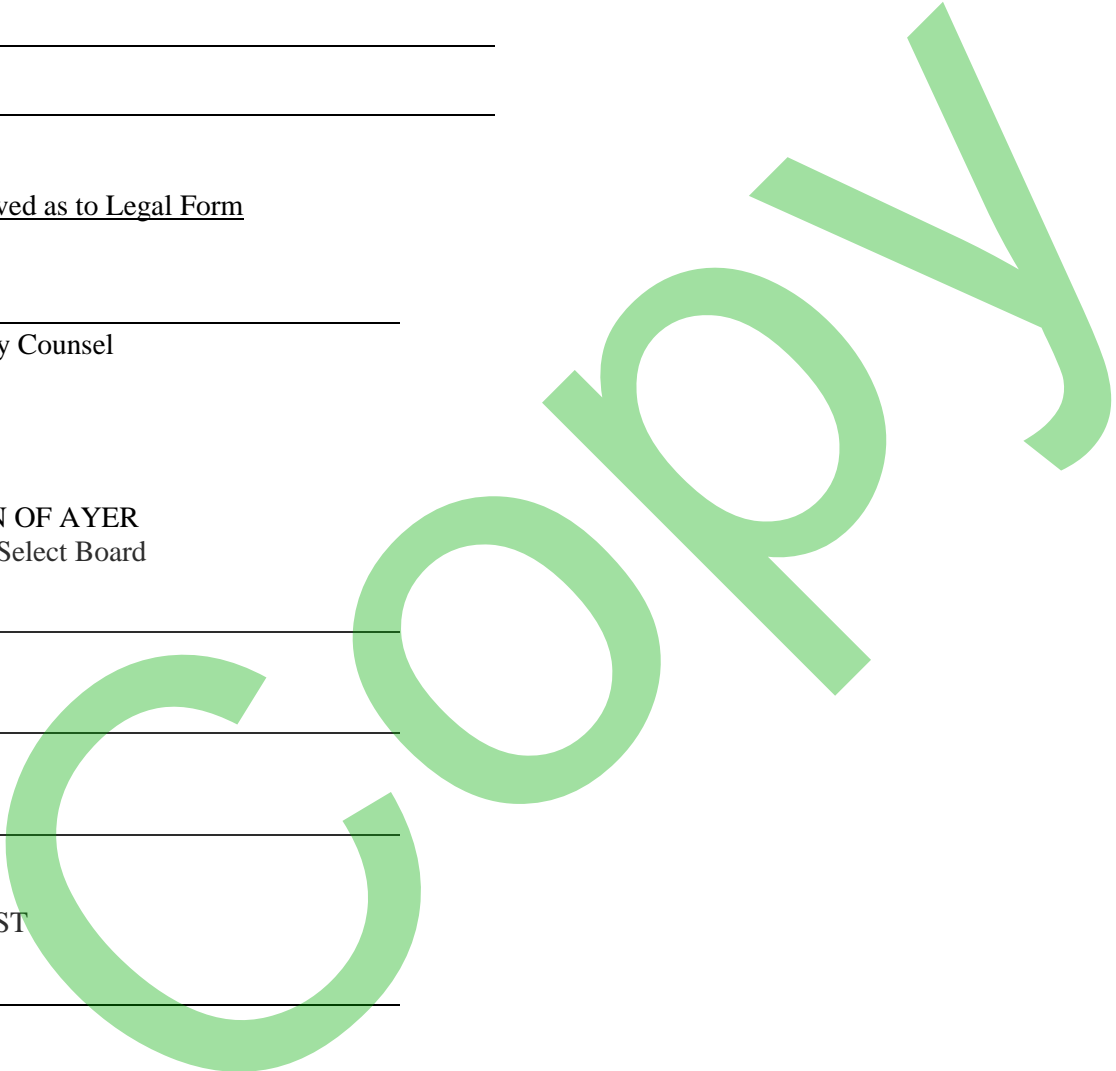 ved as to Legal Form
y Counsel
N OF AYER
Select Board
ST
Copy